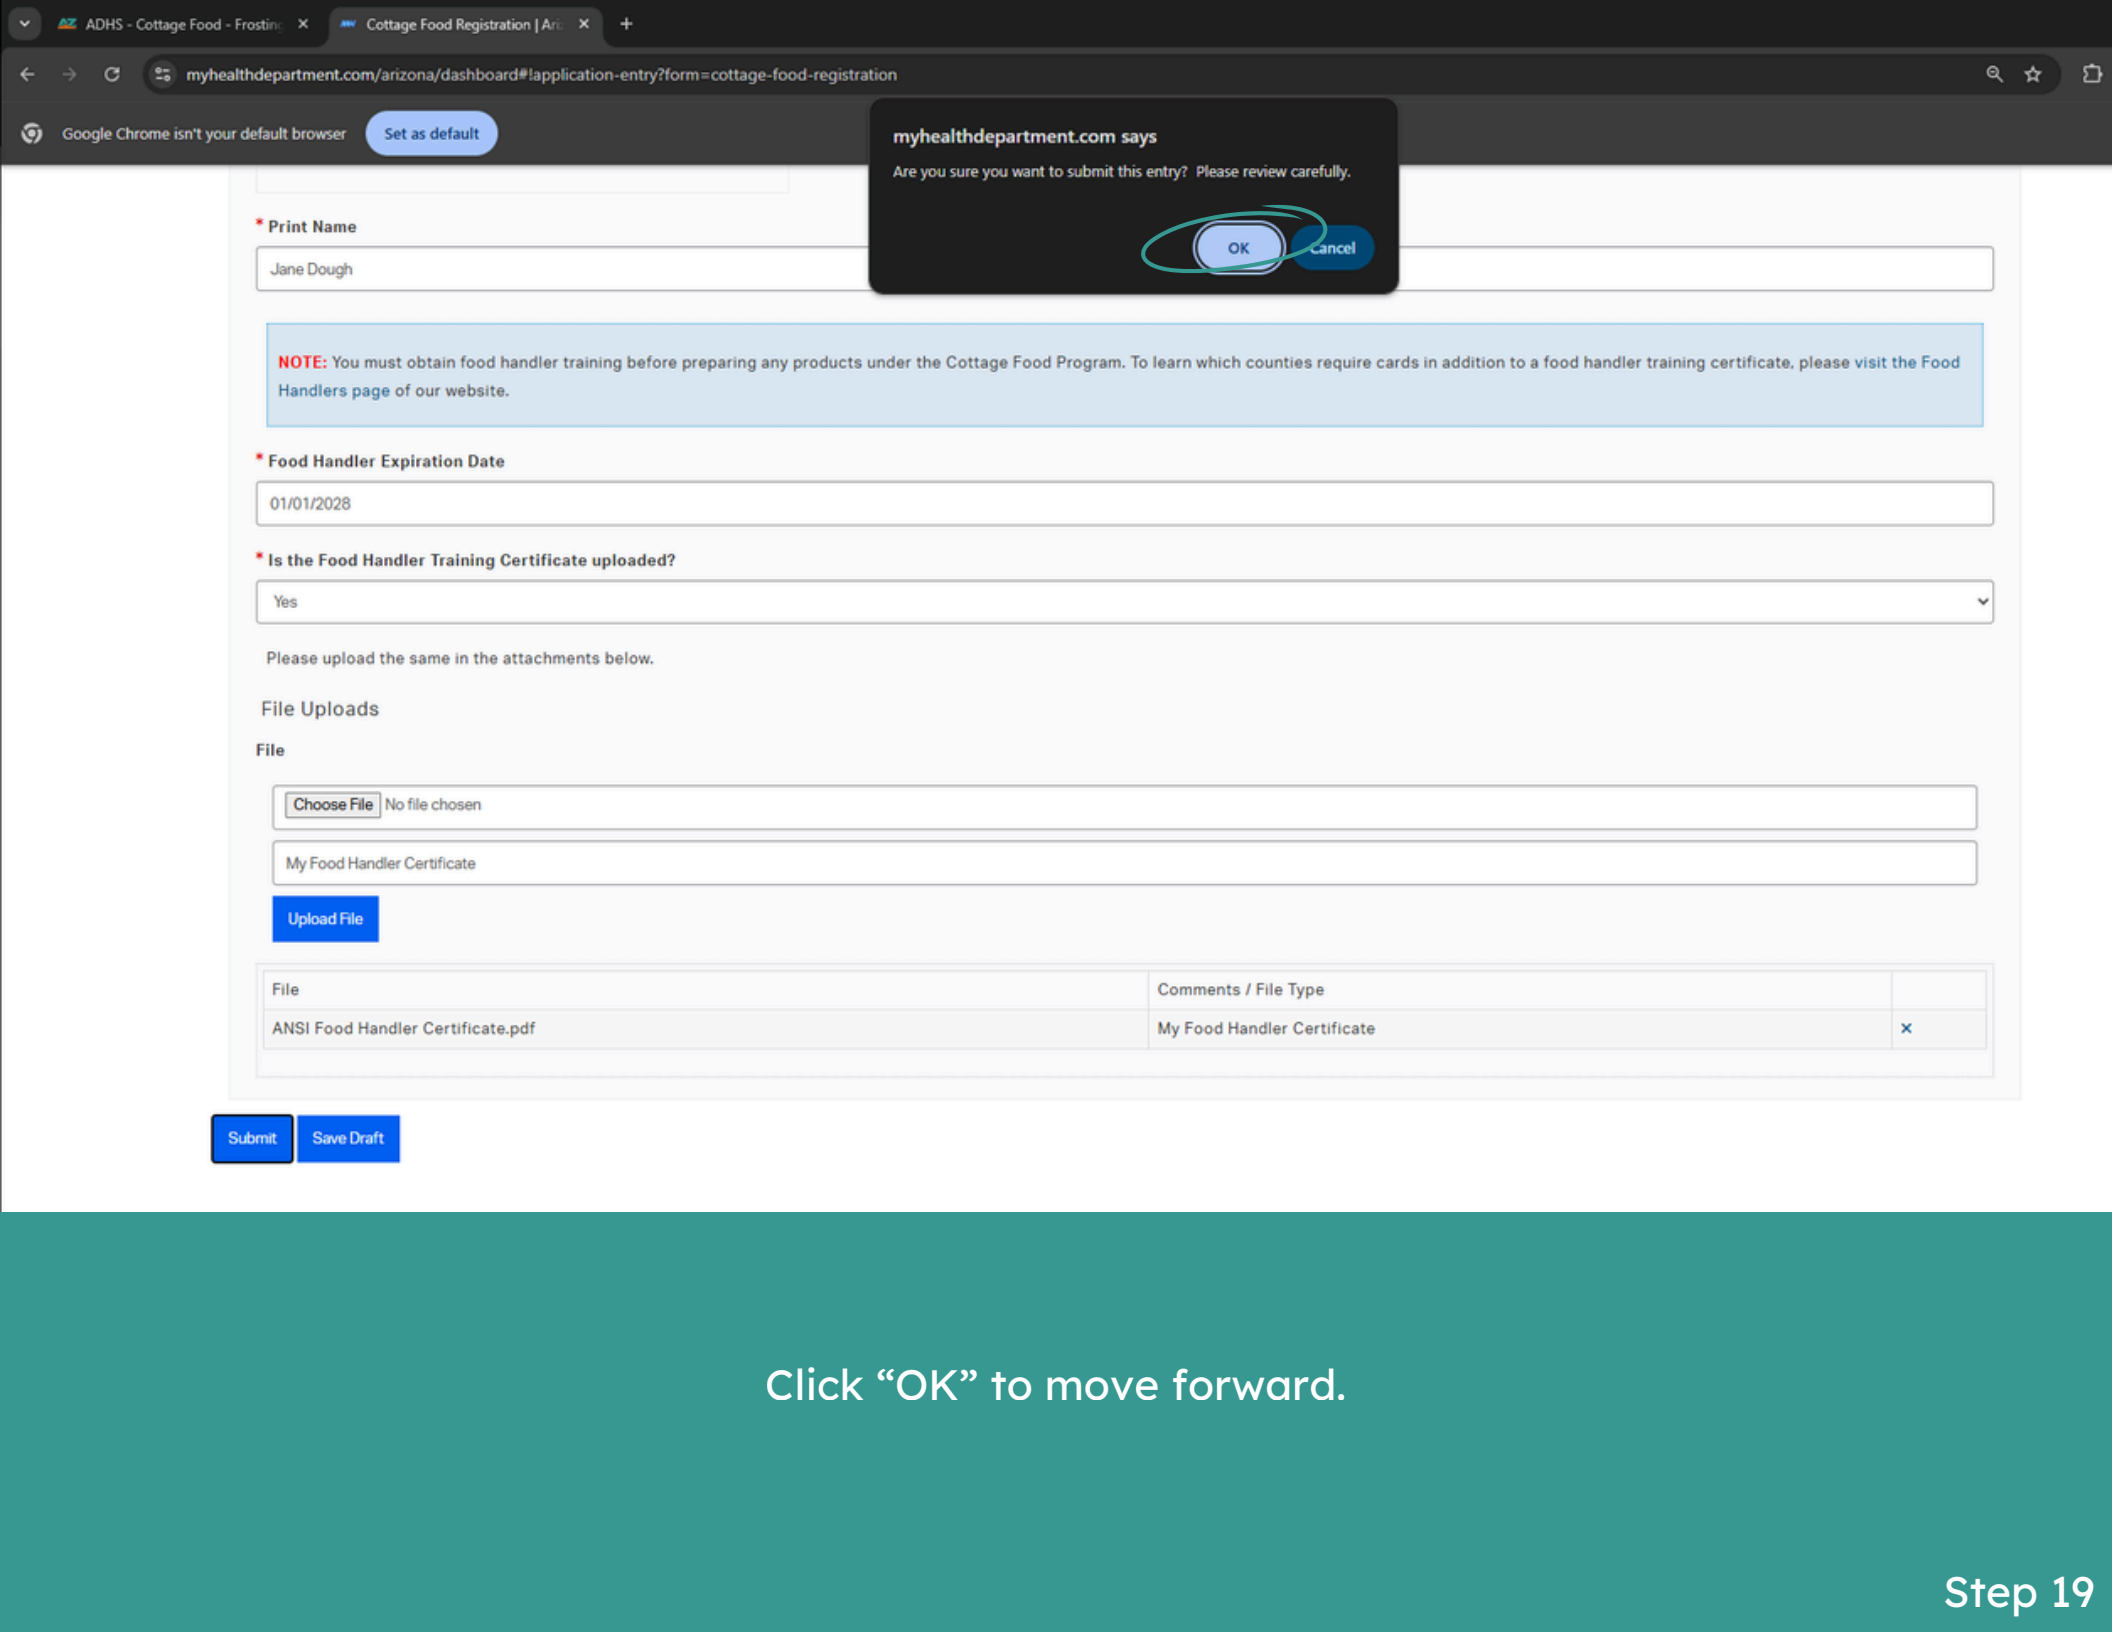 ADHS - Cottage Food - Frosting
Cottage Food Registration | Ari
myhealthdepartment.com/arizona/dashboard#!application-entry?form=cottage-food-registration
Google Chrome isn't your default browser
Set as default
myhealthdepartment.com says
Are you sure you want to submit this entry? Please review carefully.
OK
Cancel
* Print Name
Jane Dough
NOTE: You must obtain food handler training before preparing any products under the Cottage Food Program. To learn which counties require cards in addition to a food handler training certificate, please visit the Food
Handlers page of our website.
* Food Handler Expiration Date
01/01/2028
* Is the Food Handler Training Certificate uploaded?
Yes
Please upload the same in the attachments below.
File Uploads
File
Choose File No file chosen
My Food Handler Certificate
Upload File
File Comments / File Type
ANSI Food Handler Certificate.pdf My Food Handler Certificate ×
Submit Save Draft
Click “OK” to move forward.
Step 19